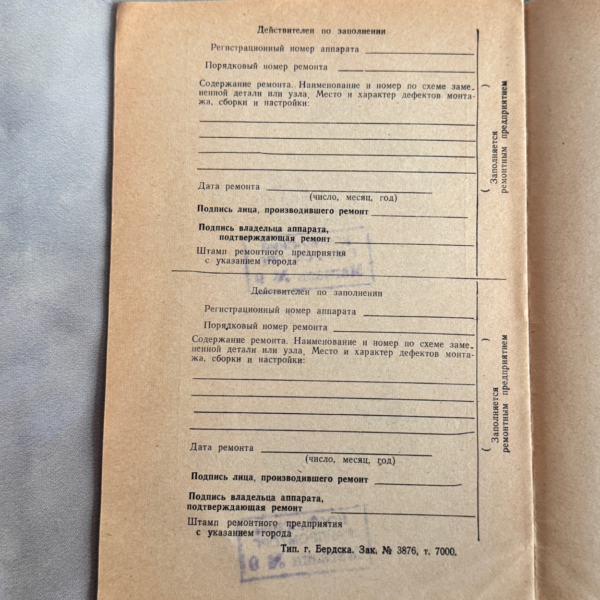 Действителен по заполнении
Регистрационный номер аппарата
Порядковый номер ремонта
Содержание ремонта. Наименование и номер по схеме заме-
ненной детали или узла. Место и характер дефектов монта-
жа, сборки и настройки:
Дата ремонта
(число, месяц, год)
Подпись лица, производившего ремонт
Подпись владельца аппарата,
подтверждающая ремонт
Штамп ремонтного предприятия
с указанием города
Заполняется
ремонтным предприятием
Действителен по заполнении
Регистрационный номер аппарата
Порядковый номер ремонта
Содержание ремонта. Наименование и номер по схеме заме-
ненной детали или узла. Место и характер дефектов монта-
жа, сборки и настройки:
Дата ремонта
(число, месяц, год)
Подпись лица, производившего ремонт
Подпись владельца аппарата,
подтверждающая ремонт
Штамп ремонтного предприятия
с указанием города
Заполняется
ремонтным предприятием
Тип. г. Бердска. Зак. № 3876, т. 7000.